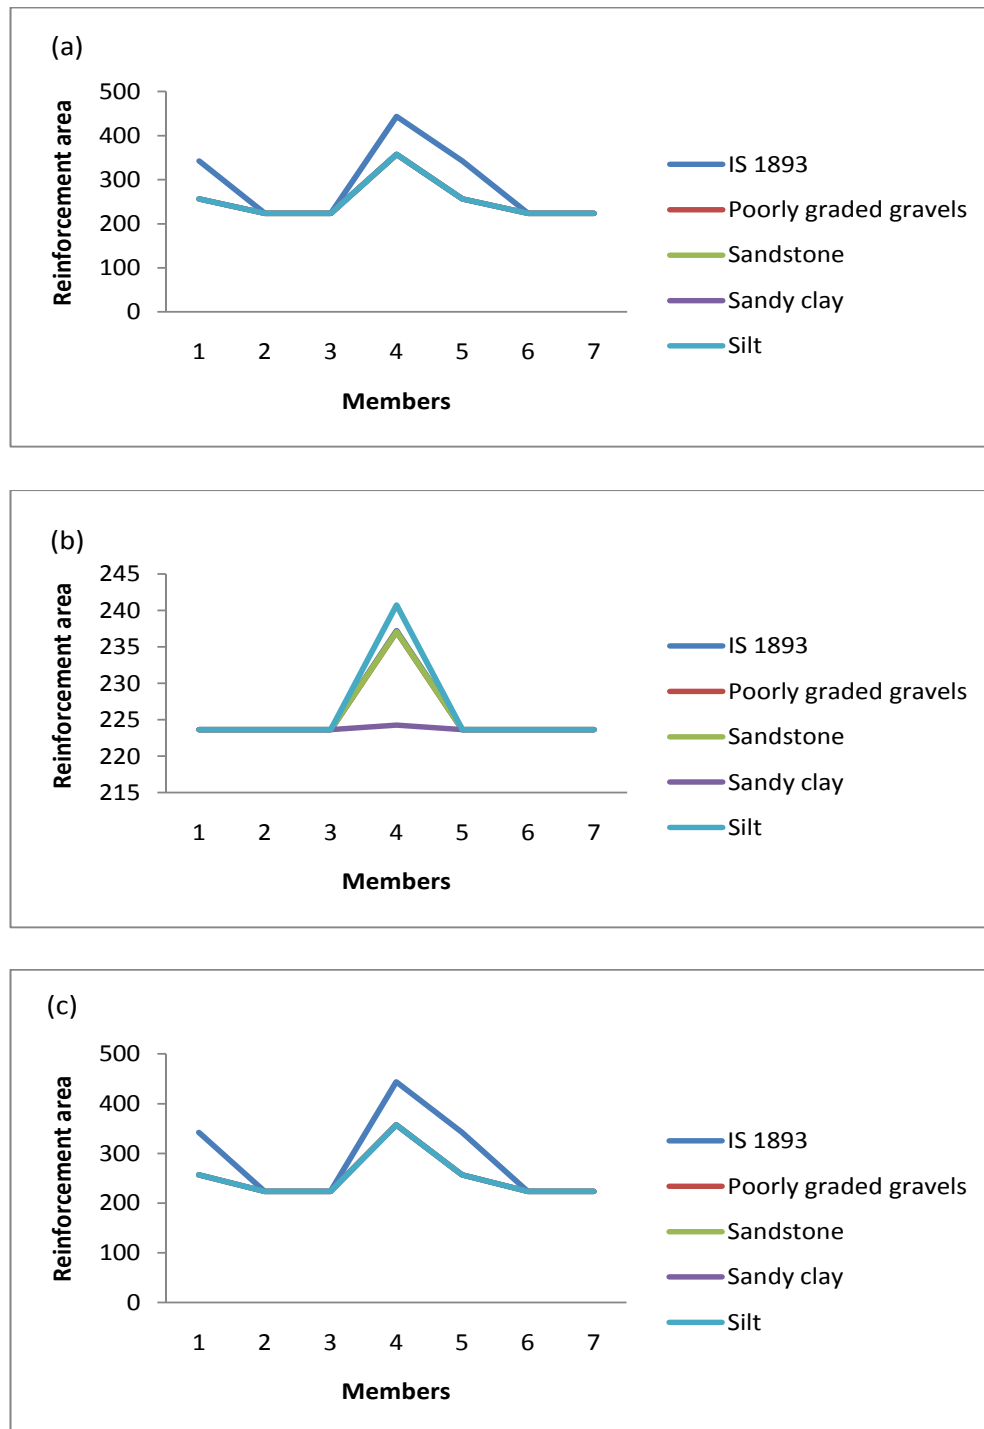 (a)
Reinforcement area
500
400
300
200
100
0
1 2 3 4 5 6 7
Members
IS 1893
Poorly graded gravels
Sandstone
Sandy clay
Silt
(b)
Reinforcement area
245
240
235
230
225
220
215
1 2 3 4 5 6 7
Members
IS 1893
Poorly graded gravels
Sandstone
Sandy clay
Silt
(c)
Reinforcement area
500
400
300
200
100
0
1 2 3 4 5 6 7
Members
IS 1893
Poorly graded gravels
Sandstone
Sandy clay
Silt